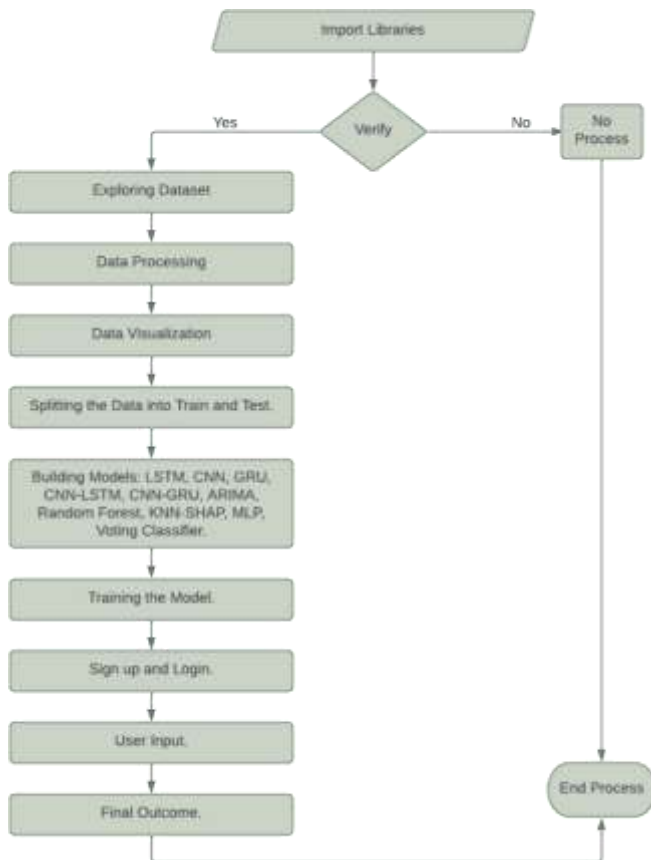 Import Libraries
Verify
Yes
No
No
Process
Exploring Dataset
Data Processing
Data Visualization
Splitting the Data into Train and Test.
Building Models: LSTM, CNN, GRU,
CNN-LSTM, CNN-GRU, ARIMA,
Random Forest, KNN-SHAP, MLP,
Voting Classifier.
Training the Model.
Sign up and Login.
User Input.
Final Outcome.
End Process